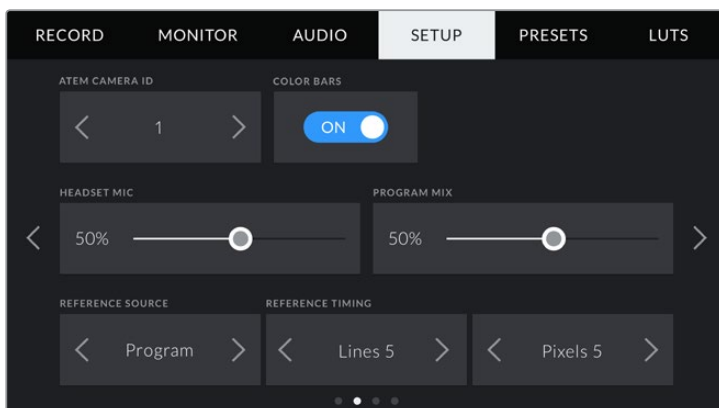 RECORD MONITOR AUDIO SETUP PRESETS LUTS
ATEM CAMERA ID COLOR BARS
1 ON
HEADSET MIC PROGRAM MIX
50% 50%
REFERENCE SOURCE REFERENCE TIMING
Program Lines 5 Pixels 5